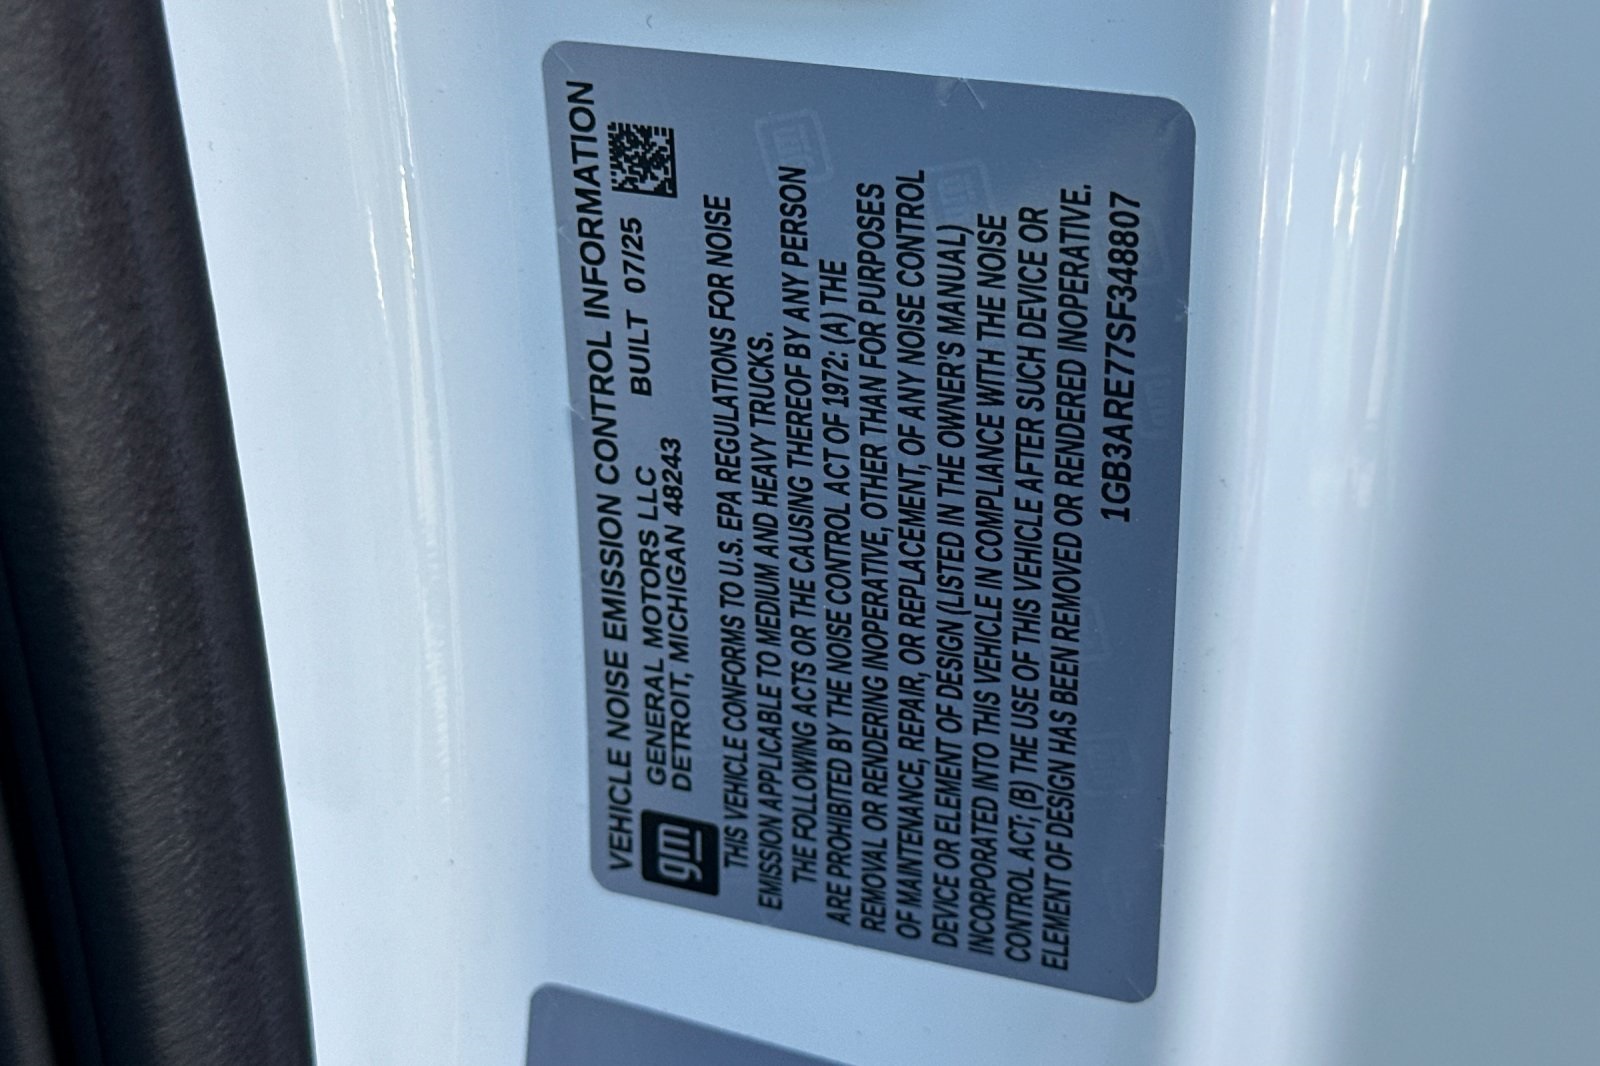 VEHICLE NOISE EMISSION CONTROL INFORMATION
gm
GENERAL MOTORS LLC BUILT 07/25
DETROIT, MICHIGAN 48243
THIS VEHICLE CONFORMS TO U.S. EPA REGULATIONS FOR NOISE
EMISSION APPLICABLE TO MEDIUM AND HEAVY TRUCKS.
THE FOLLOWING ACTS OR THE CAUSING THEREOF BY ANY PERSON
ARE PROHIBITED BY THE NOISE CONTROL ACT OF 1972: (A) THE
REMOVAL OR RENDERING INOPERATIVE, OTHER THAN FOR PURPOSES
OF MAINTENANCE, REPAIR, OR REPLACEMENT, OF ANY NOISE CONTROL
DEVICE OR ELEMENT OF DESIGN (LISTED IN THE OWNER'S MANUAL)
INCORPORATED INTO THIS VEHICLE IN COMPLIANCE WITH THE NOISE
CONTROL ACT; (B) THE USE OF THIS VEHICLE AFTER SUCH DEVICE OR
ELEMENT OF DESIGN HAS BEEN REMOVED OR RENDERED INOPERATIVE.
1GB3ARE77SF348807